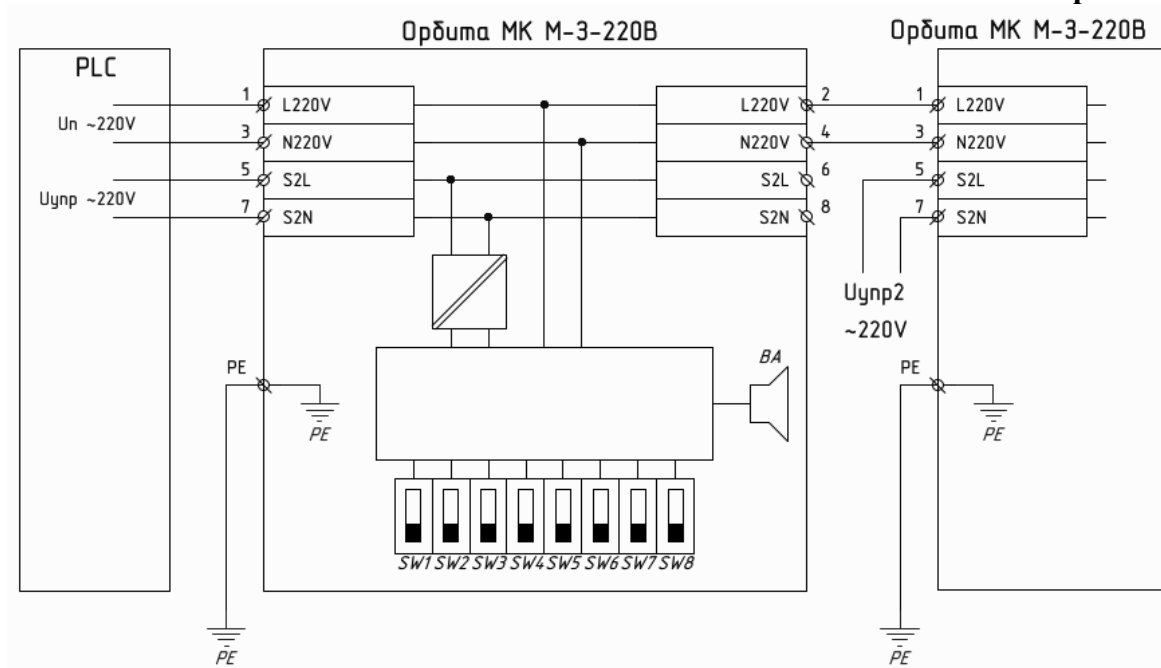 Орбита МК М-3-220В
Орбита МК М-3-220В
PLC
Uп ~220V
Uупр ~220V
1
L220V
3
N220V
5
S2L
7
S2N
L220V
2
N220V
4
S2L
6
S2N
8
1
L220V
3
N220V
5
S2L
7
S2N
Uупр2
~220V
PE
PE
BA
PE
PE
SW1 SW2 SW3 SW4 SW5 SW6 SW7 SW8
PE
PE